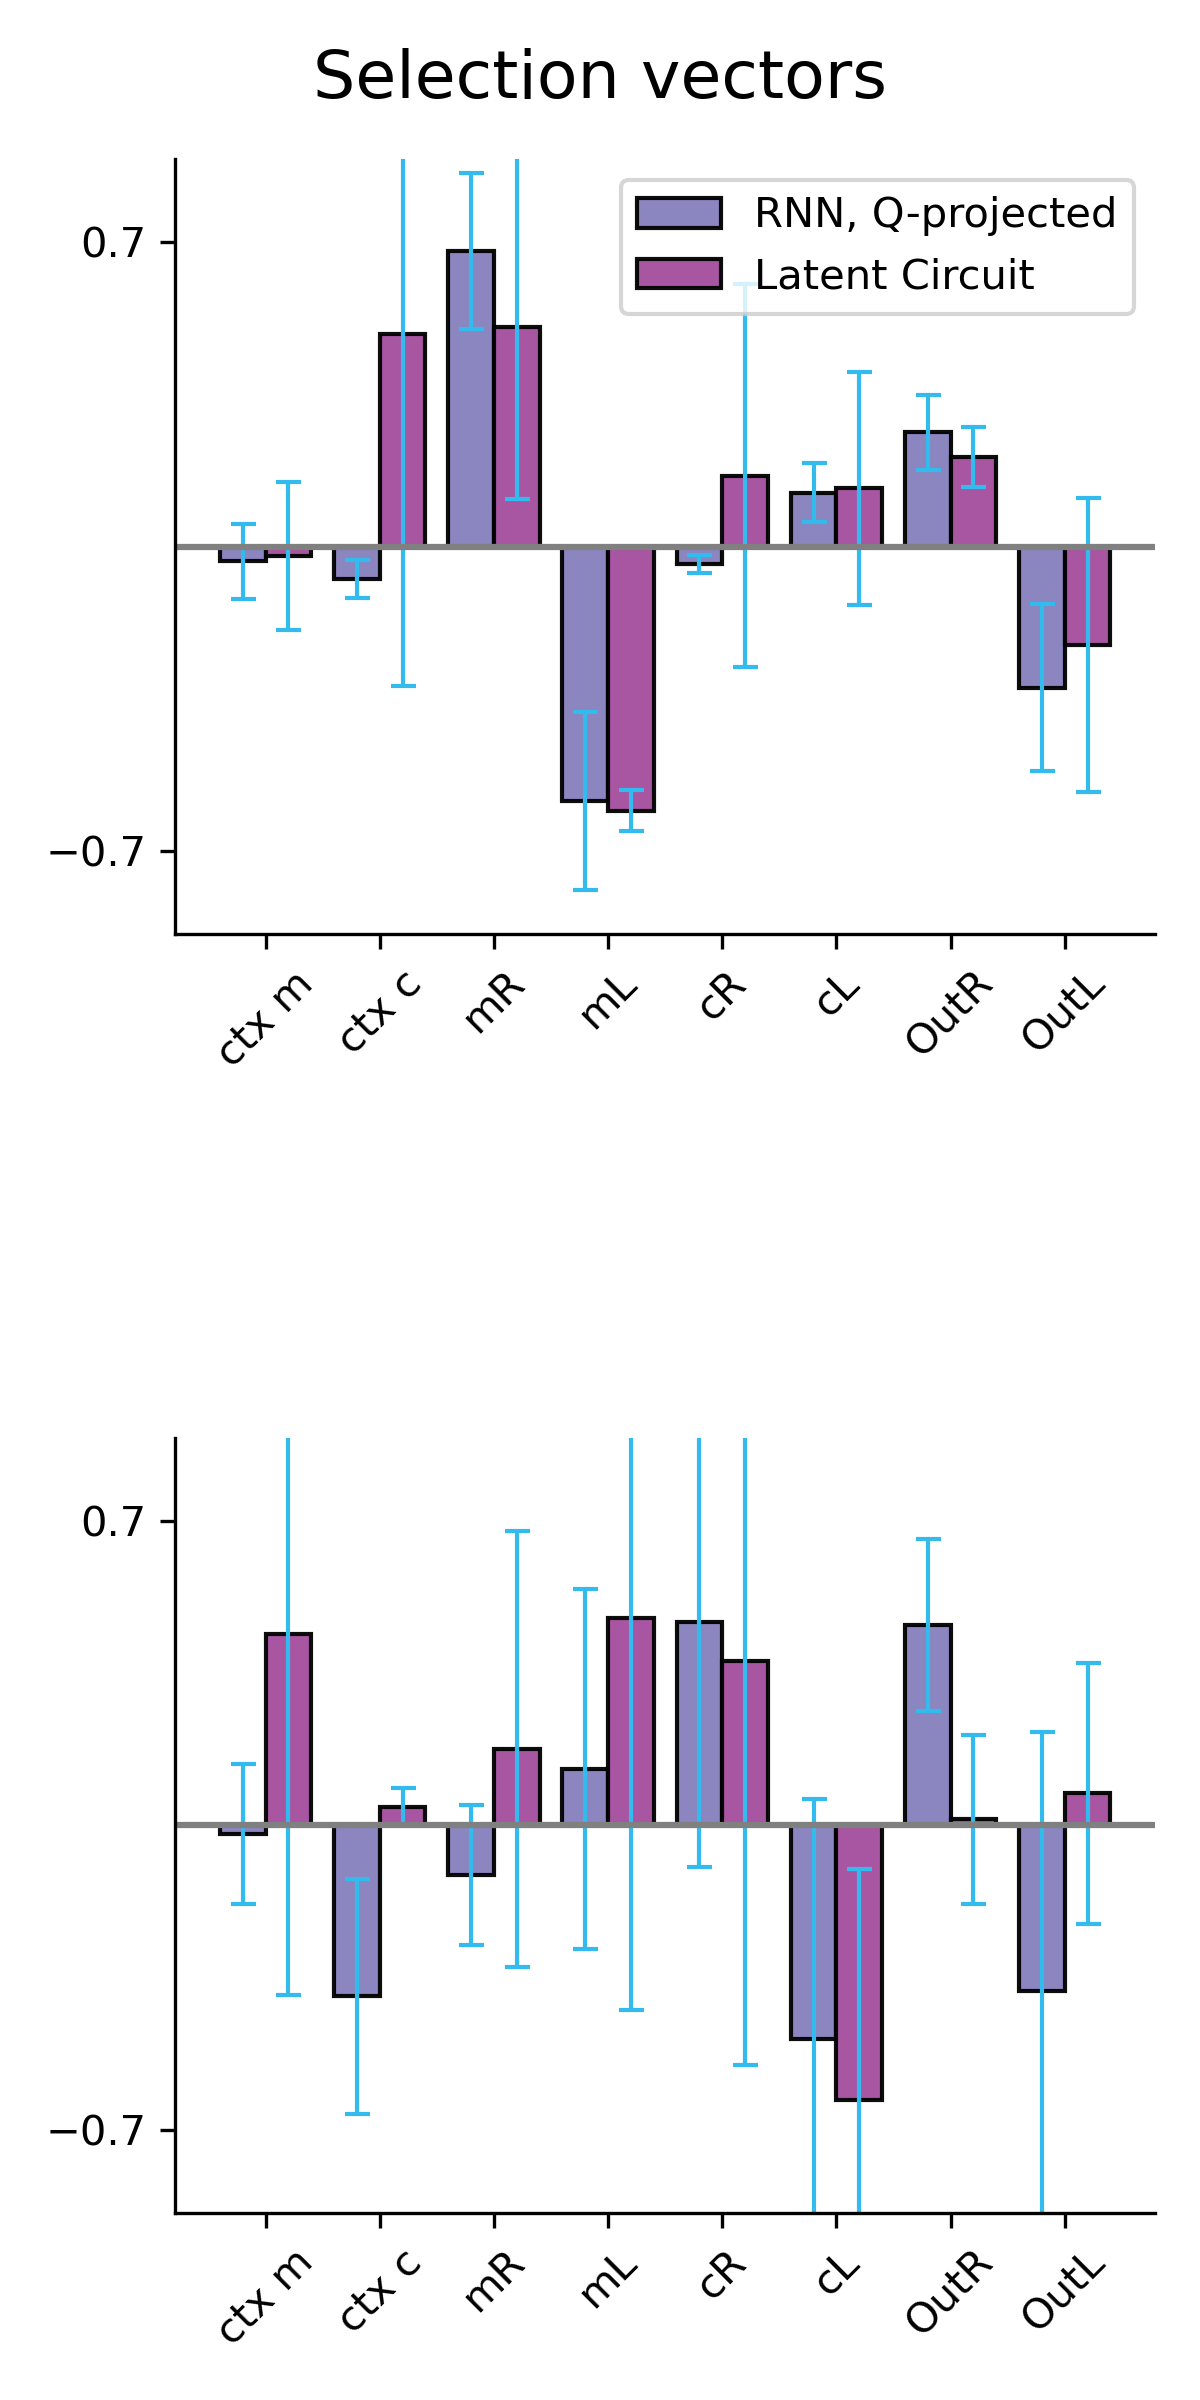 Selection vectors
RNN, Q-projected
Latent Circuit
0.7
−0.7
ctx m
ctx c
mR
mL
cR
cL
OutR
OutL
0.7
−0.7
ctx m
ctx c
mR
mL
cR
cL
OutR
OutL